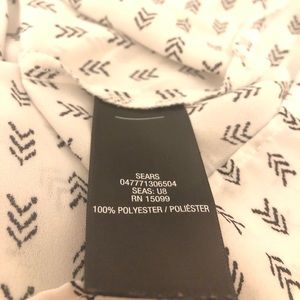 SEARS
047771306504
SEAS: U8
RN 15099
100% POLYESTER / POLIÉSTER